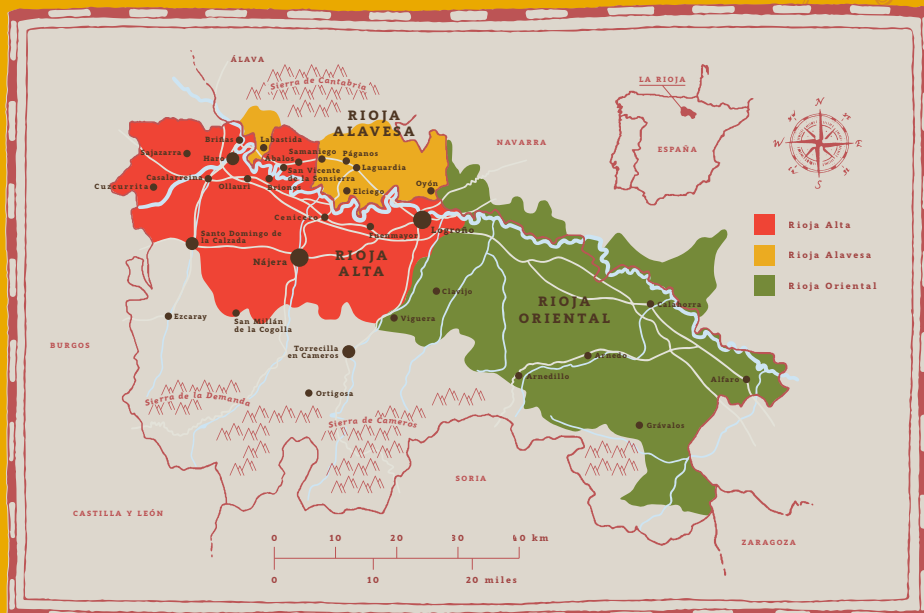 ÁLAVA
Sierra de Cantabria
RIOJA
ALAVESA
NAVARRA
LA RIOJA
ESPAÑA
N
W
E
S
Briñas
Labastida
Sajazarra
Haro
Ábalos
Samaniego
Páganos
San Vicente
de la Sonsierra
Laguardia
Casalarreina
Cuzcurrita
Ollauri
Briones
Elciego
Oyón
Cenicero
Fuenmayor
Logroño
Santo Domingo de
la Calzada
Nájera
RIOJA
ALTA
Rioja Alta
Rioja Alavesa
Rioja Oriental
Clavijo
RIOJA
ORIENTAL
Calahorra
Ezcaray
San Millán
de la Cogolla
Viguera
BURGOS
Torrecilla
en Cameros
Arnedo
Arnedillo
Alfaro
Ortigosa
Sierra de la Demanda
Sierra de Cameros
Grávalos
SORIA
CASTILLA Y LEÓN
ZARAGOZA
0 10 20 30 40 km
0 10 20 miles